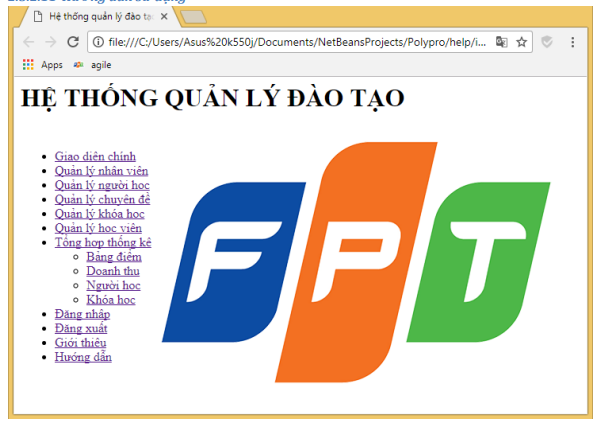 Hệ thống quản lý đào tạ
file:///C:/Users/Asus%20k550j/Documents/NetBeansProjects/Polypro/help/i...
Apps agile
HỆ THỐNG QUẢN LÝ ĐÀO TẠO
Giao diện chính
Quản lý nhân viên
Quản lý người học
Quản lý chuyên đề
Quản lý khóa học
Quản lý học viên
Tổng hợp thống kê
Bảng điểm
Doanh thu
Người học
Khóa học
Đăng nhập
Đăng xuất
Giới thiệu
Hướng dẫn
FPT